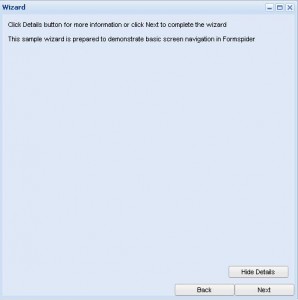 Wizard
Click Details button for more information or click Next to complete the wizard
This sample wizard is prepared to demonstrate basic screen navigation in Formspider
Hide Details
Back
Next